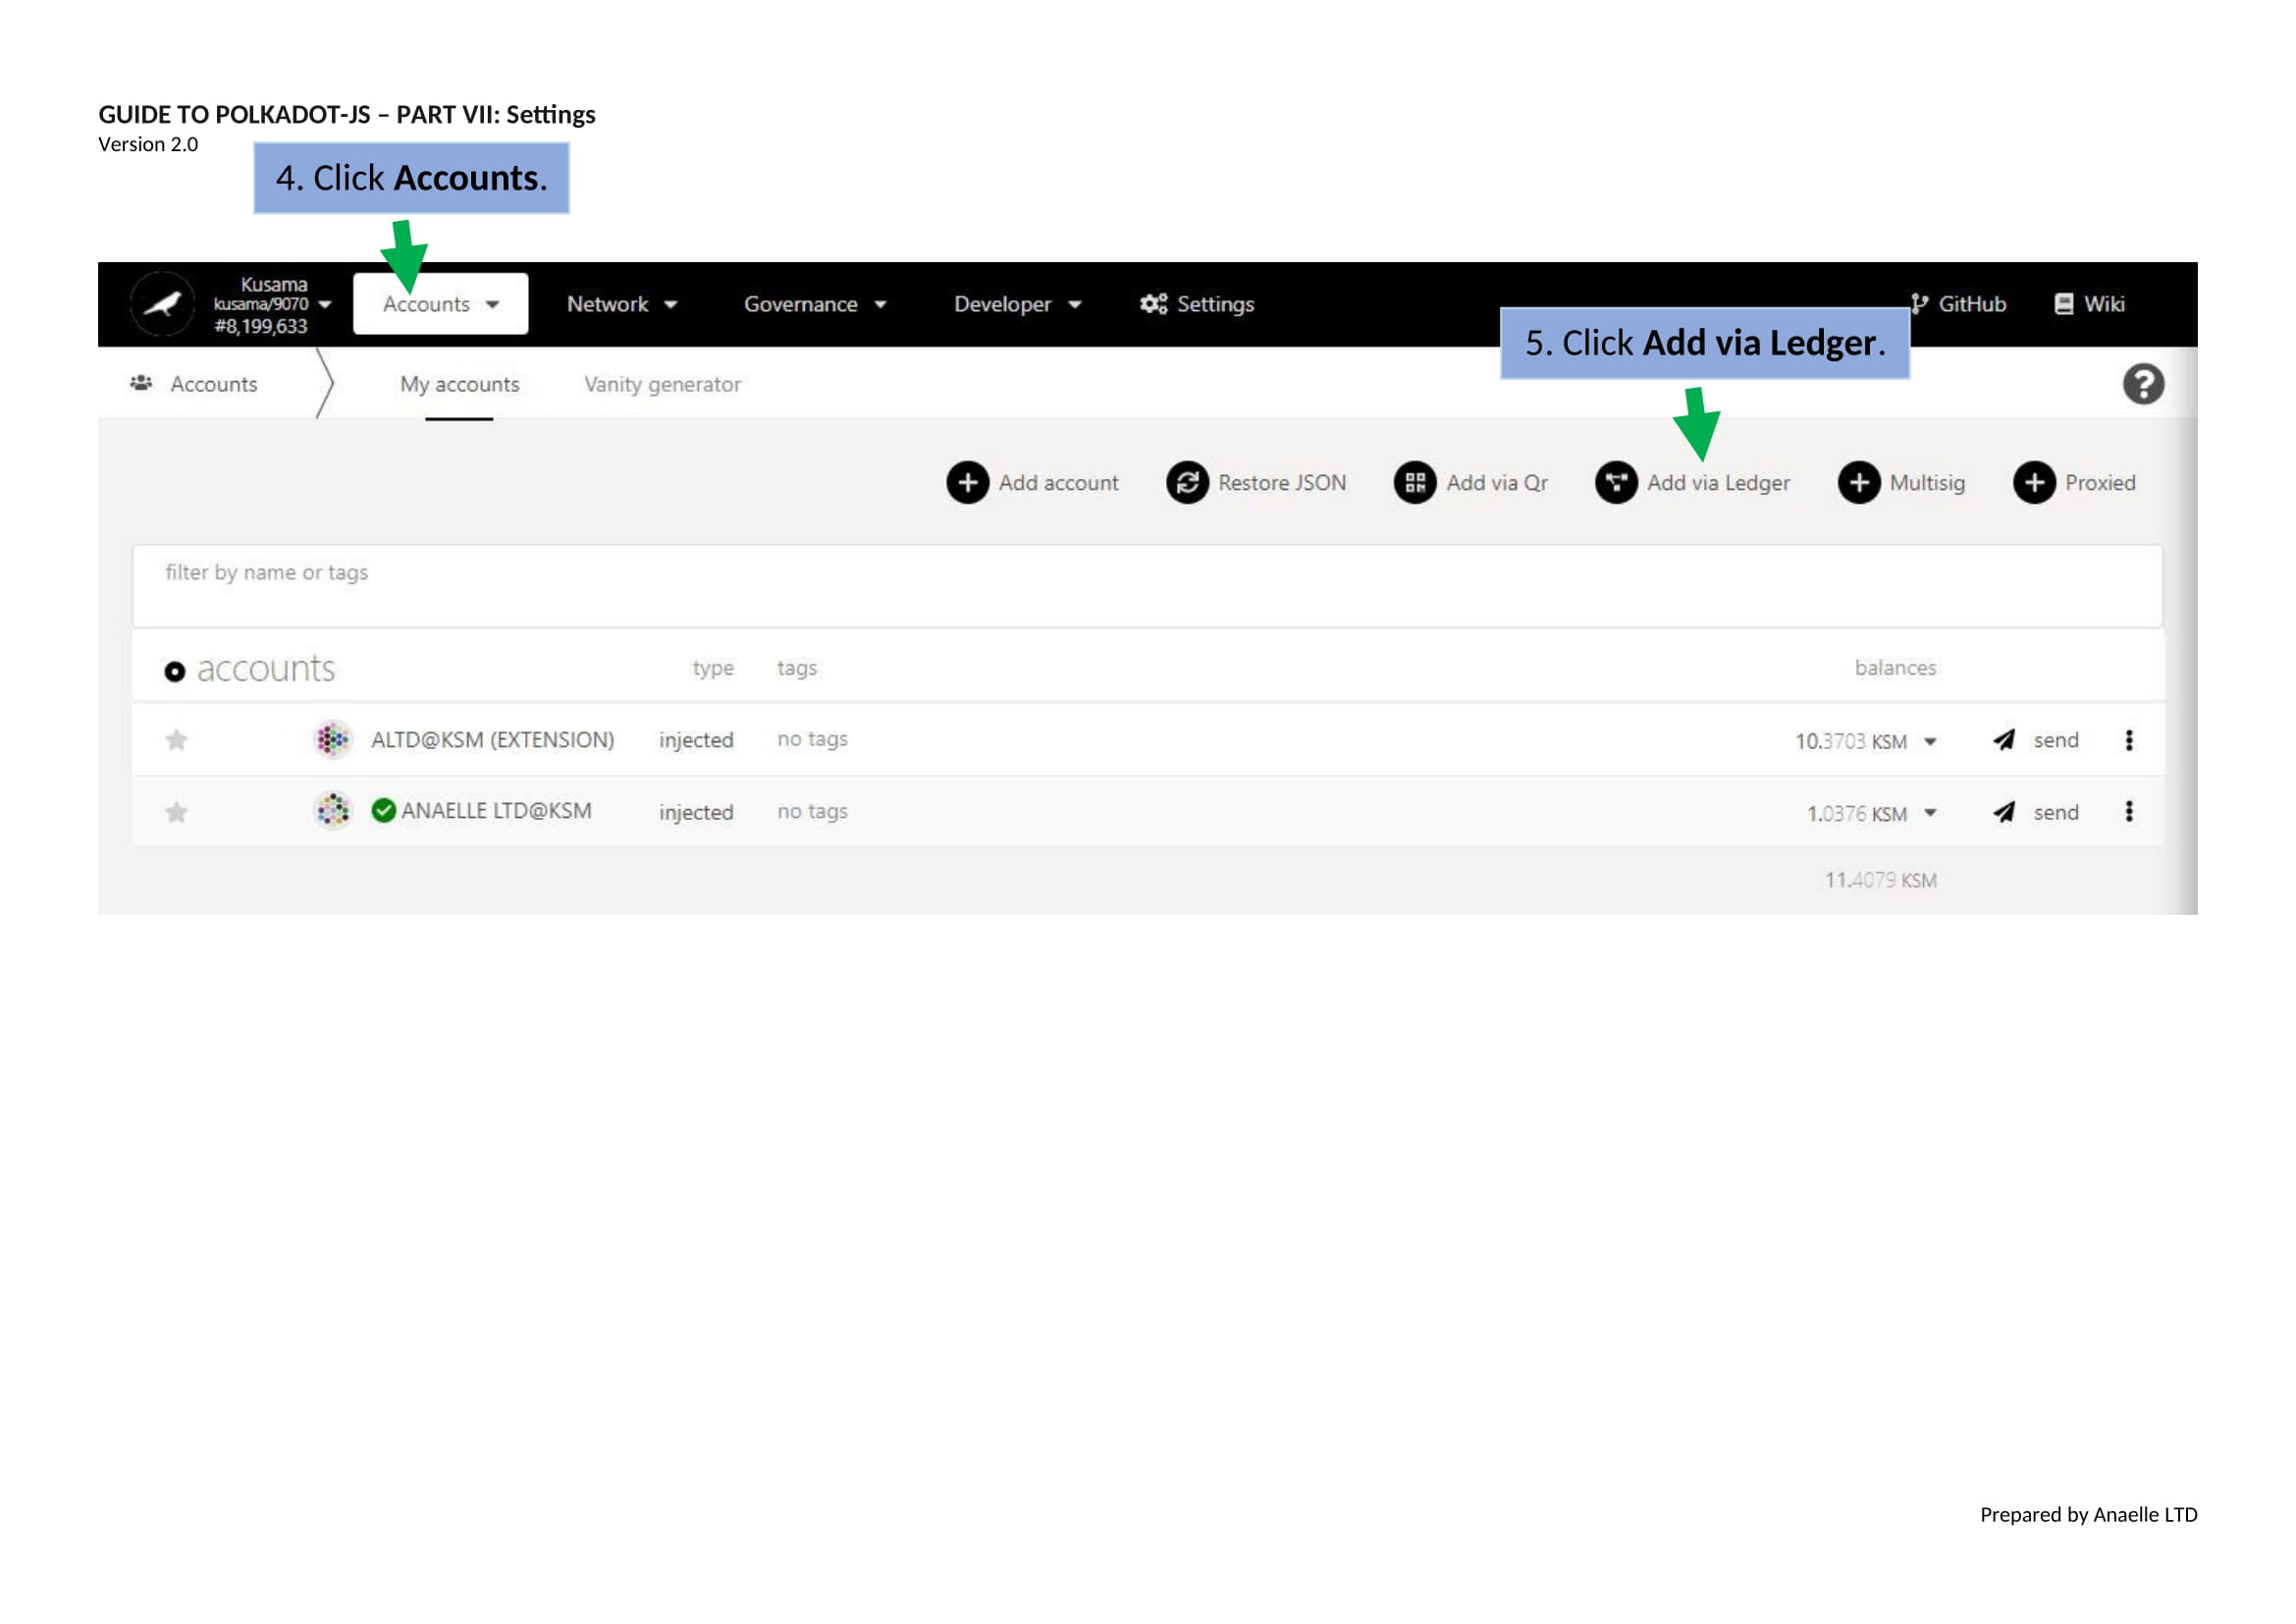 GUIDE TO POLKADOT-JS – PART VII: Settings
Version 2.0
4. Click Accounts.
Kusama
kusama/9070
#8,199,633
Accounts
Network
Governance
Developer
Settings
GitHub
Wiki
5. Click Add via Ledger.
Accounts
My accounts
Vanity generator
Add account
Restore JSON
Add via Qr
Add via Ledger
Multisig
Proxied
filter by name or tags
accounts type tags balances
ALTD@KSM (EXTENSION) injected no tags 10.3703 KSM send
ANAELLE LTD@KSM injected no tags 1.0376 KSM send
11.4079 KSM
Prepared by Anaelle LTD